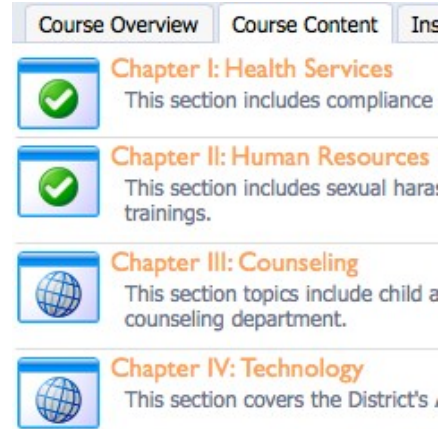 Course Overview Course Content Ins
Chapter I: Health Services
This section includes compliance
Chapter II: Human Resources
This section includes sexual haras
trainings.
Chapter III: Counseling
This section topics include child a
counseling department.
Chapter IV: Technology
This section covers the District's A